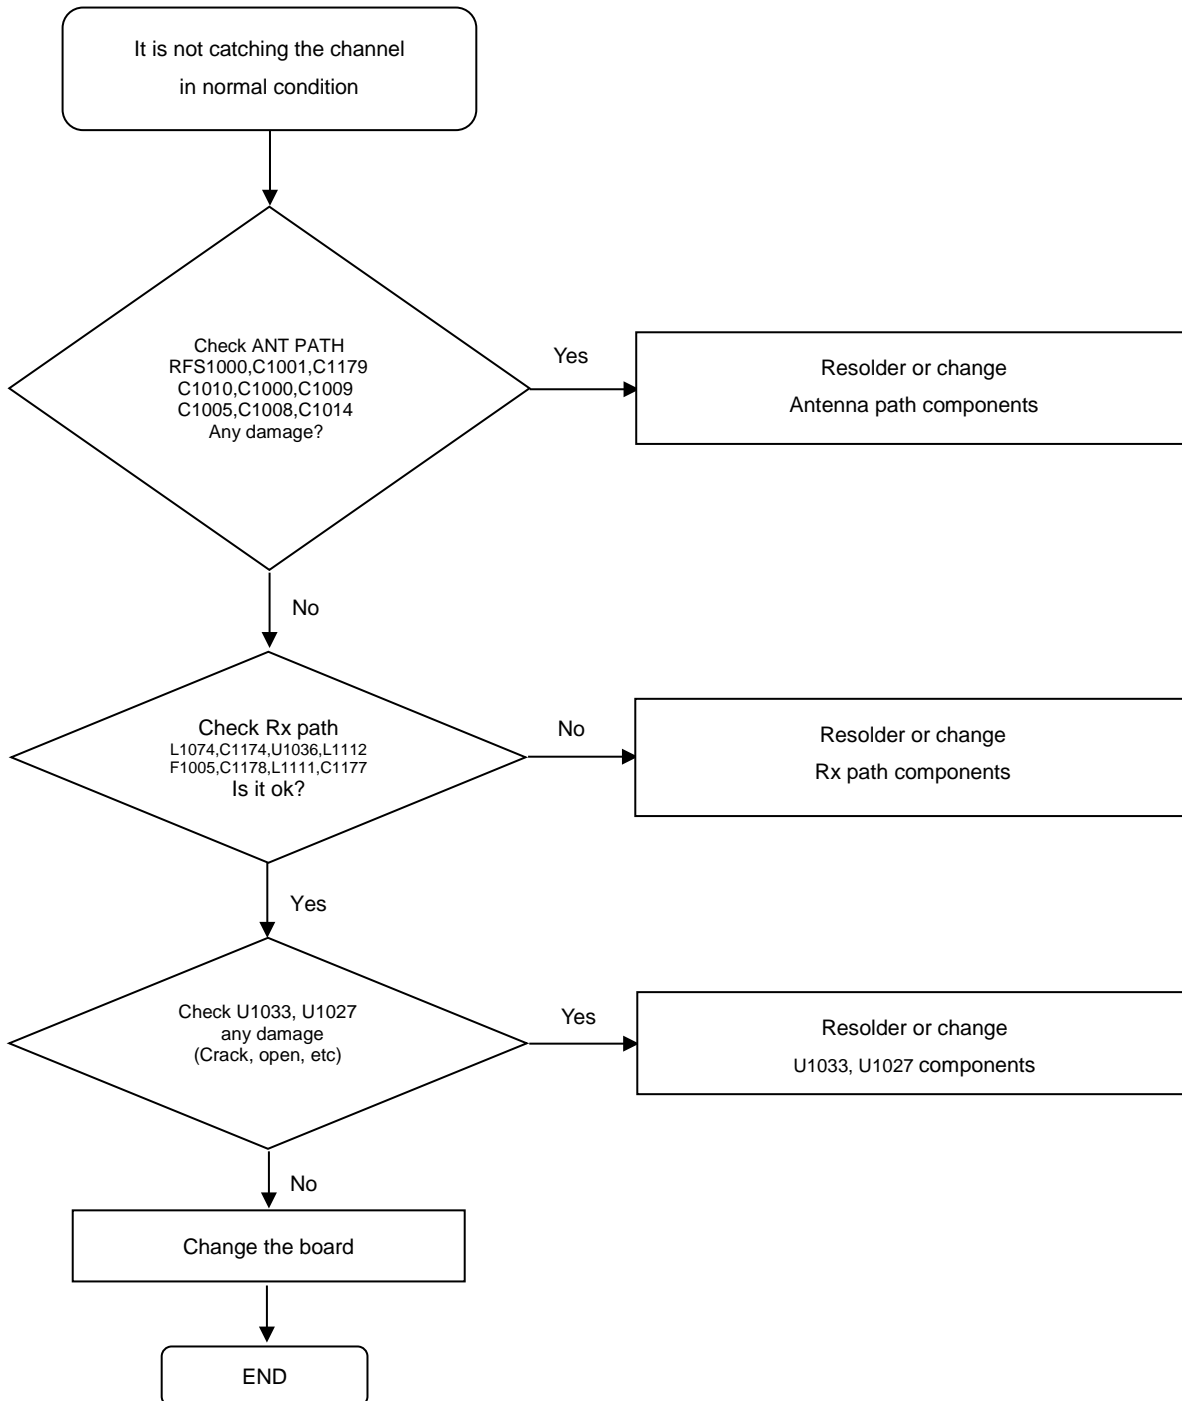 It is not catching the channel
in normal condition
Check ANT PATH
RFS1000,C1001,C1179
C1010,C1000,C1009
C1005,C1008,C1014
Any damage?
Yes
Resolder or change
Antenna path components
No
Check Rx path
L1074,C1174,U1036,L1112
F1005,C1178,L1111,C1177
Is it ok?
No
Resolder or change
Rx path components
Yes
Check U1033, U1027
any damage
(Crack, open, etc)
Yes
Resolder or change
U1033, U1027 components
No
Change the board
END